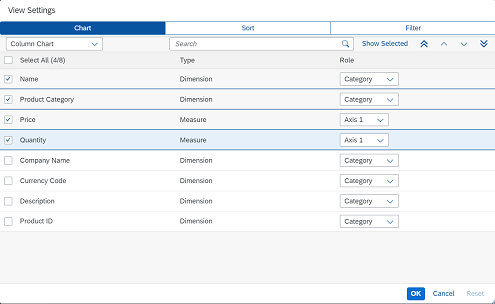 View Settings
Chart Sort Filter
Column Chart Search Show Selected
Select All (4/8) Type Role
Name Dimension Category
Product Category Dimension Category
Price Measure Axis 1
Quantity Measure Axis 1
Company Name Dimension Category
Currency Code Dimension Category
Description Dimension Category
Product ID Dimension Category
OK Cancel Reset